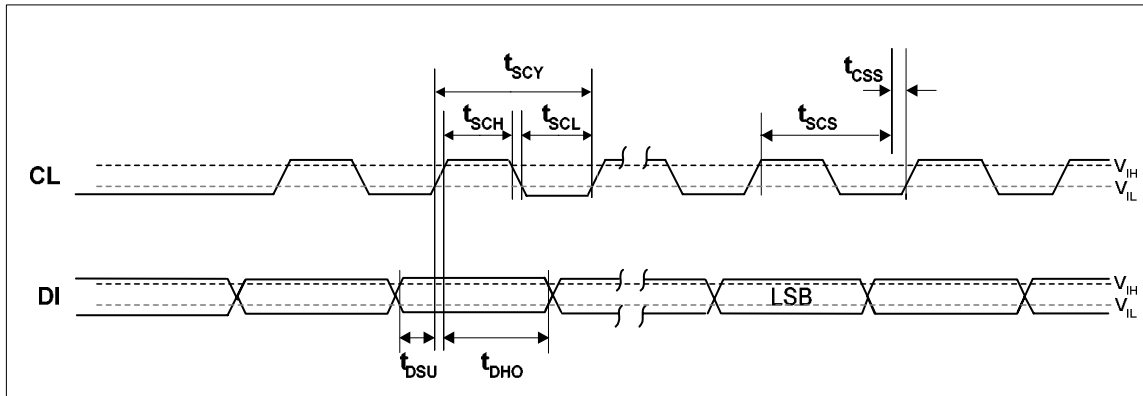 tSCY
tCSS
tSCH
tSCL
tSCS
CL
VIH
VIL
DI
LSB
VIH
VIL
tDSU
tDHO